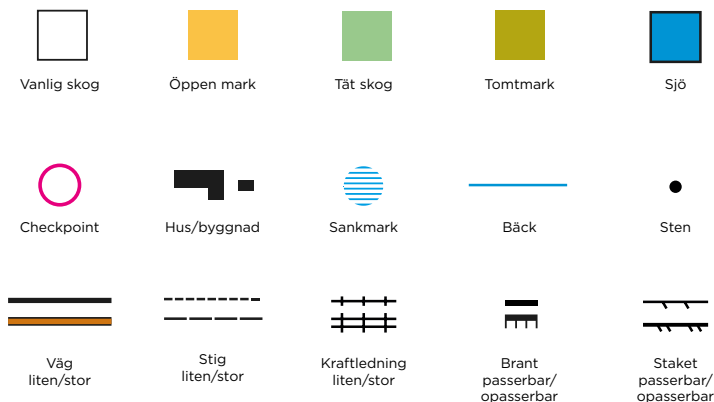 Vanlig skog
Öppen mark
Tät skog
Tomtmark
Sjö
Checkpoint
Hus/byggnad
Sankmark
Bäck
Sten
Väg
liten/stor
Stig
liten/stor
Kraftledning
liten/stor
Brant
passerbar/
opasserbar
Staket
passerbar/
opasserbar